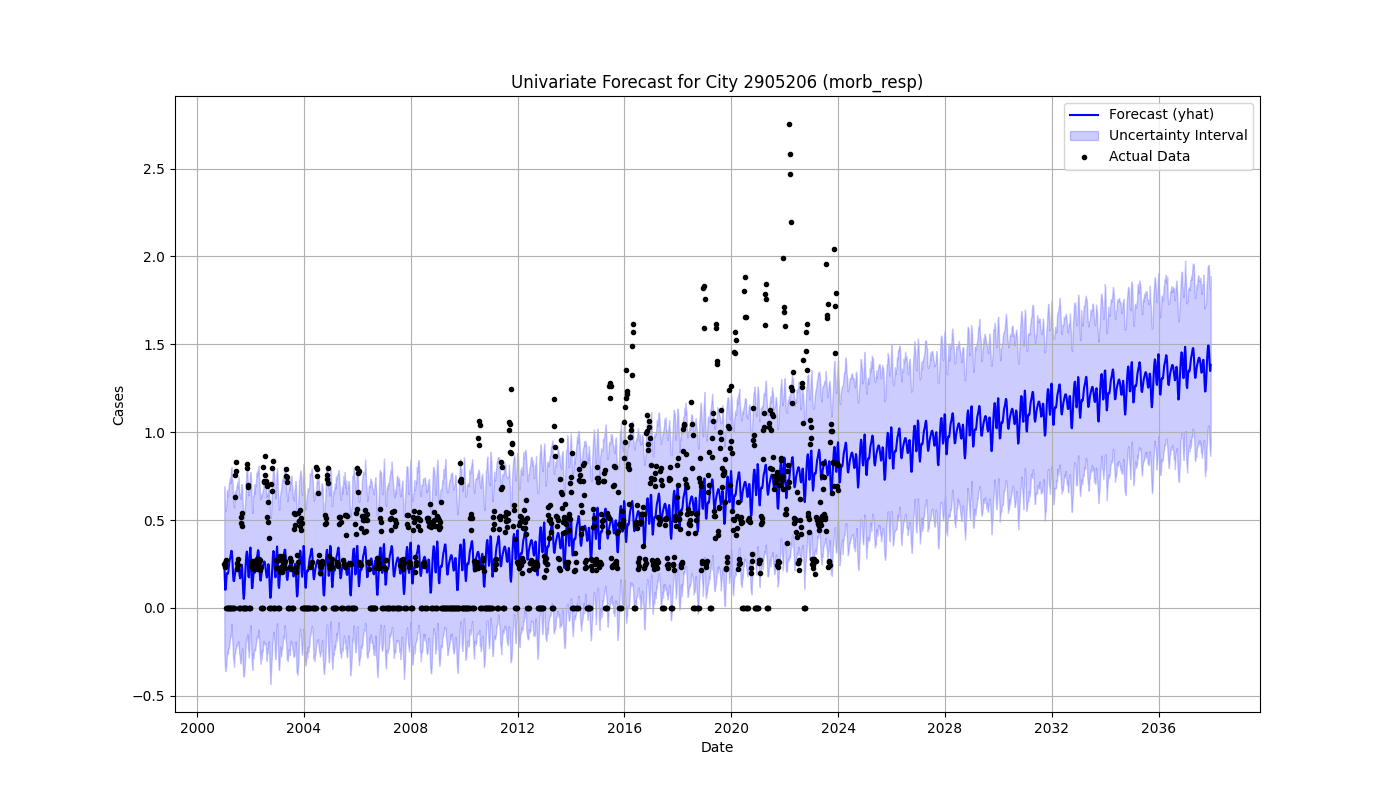 Univariate Forecast for City 2905206 (morb_resp)
Forecast (yhat)
Uncertainty Interval
Actual Data
Cases
2.5
2.0
1.5
1.0
0.5
0.0
−0.5
2000 2004 2008 2012 2016 2020 2024 2028 2032 2036
Date